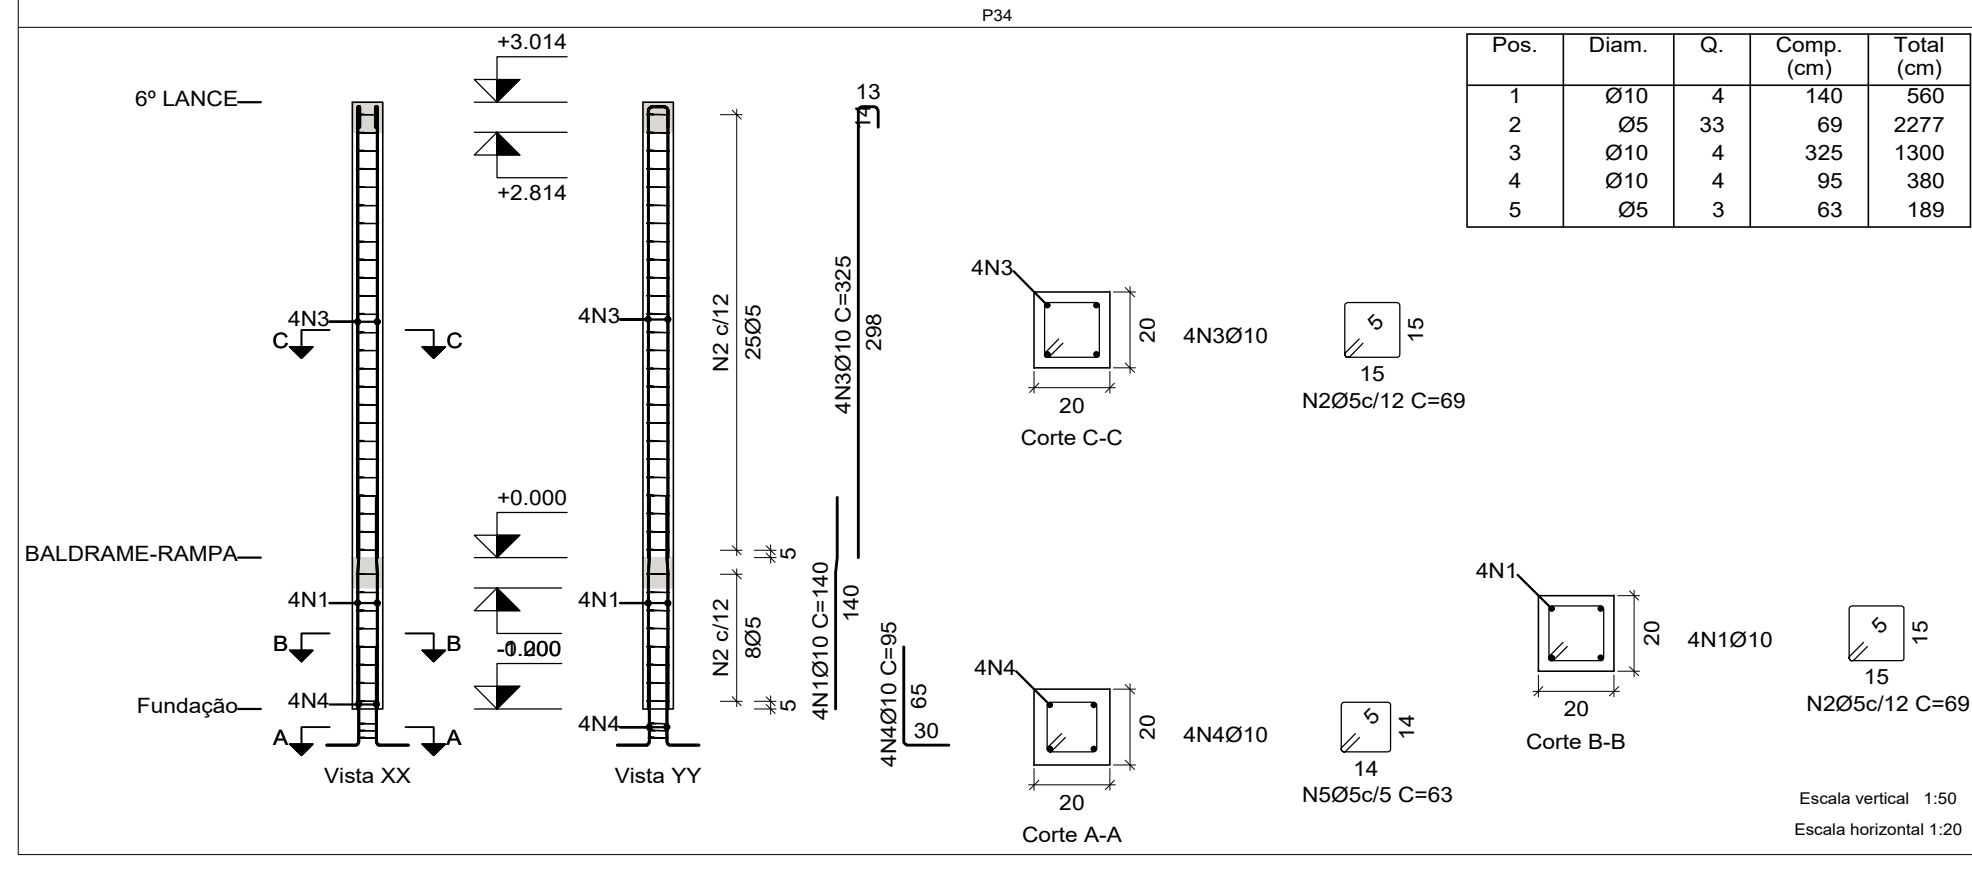 P34
Pos. Diam. Q. Comp. (cm) Total (cm)
1 Ø10 4 140 560
2 Ø5 33 69 2277
3 Ø10 4 325 1300
4 Ø10 4 95 380
5 Ø5 3 63 189
6º LANCE
BALDRAME-RAMPA
Fundação
4N3
C C
4N1
B B
4N4
A A
Vista XX
+3.014
+2.814
+0.000
4N3
4N1
4N4
Vista YY
N2 c/12
25Ø5
5
N2 c/12
8Ø5
5
13
14
4N3Ø10 C=325
298
4N1Ø10 C=140
140
4N4Ø10 C=95
65
30
4N3
20
20
4N3Ø10
Corte C-C
5
15
15
N2Ø5c/12 C=69
4N4
20
20
4N4Ø10
Corte A-A
5
14
14
N5Ø5c/5 C=63
4N1
20
20
4N1Ø10
Corte B-B
5
15
15
N2Ø5c/12 C=69
Escala vertical 1:50
Escala horizontal 1:20